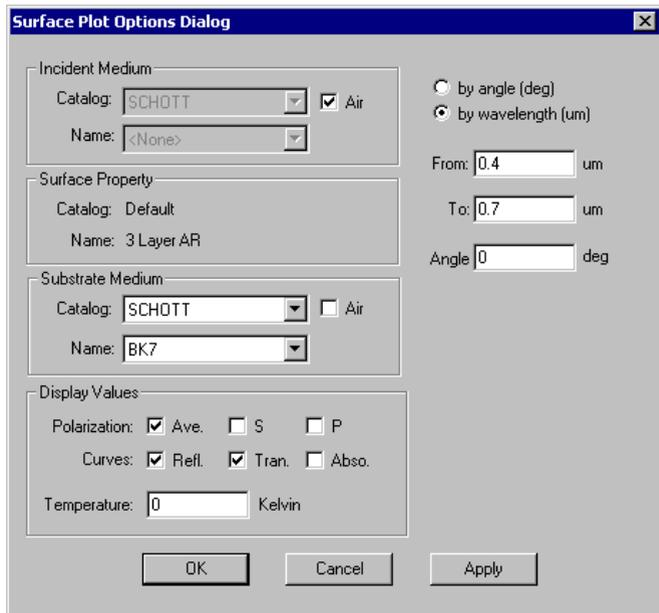 Surface Plot Options Dialog
Incident Medium
Catalog: SCHOTT Air
Name: <None>
Surface Property
Catalog: Default
Name: 3 Layer AR
Substrate Medium
Catalog: SCHOTT Air
Name: BK7
Display Values
Polarization: Ave. S P
Curves: Refl. Tran. Abso.
Temperature: 0 Kelvin
by angle (deg)
by wavelength (um)
From: 0.4 um
To: 0.7 um
Angle 0 deg
OK Cancel Apply